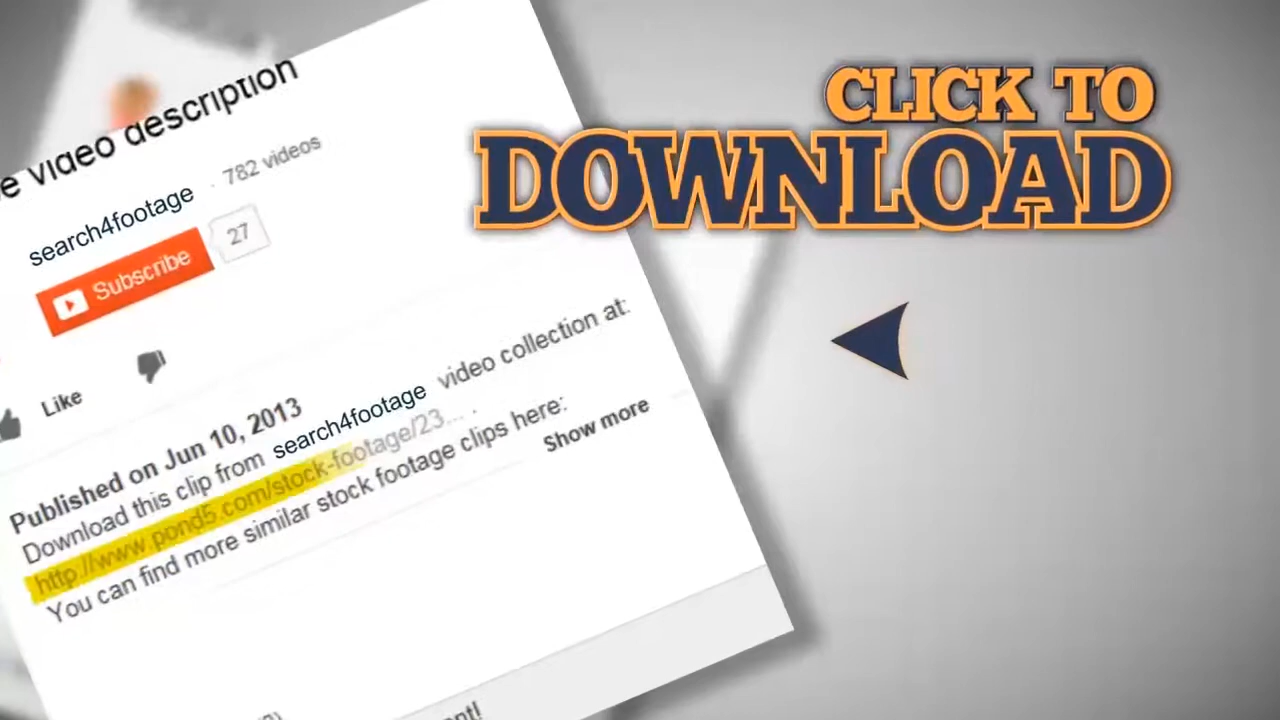 e video description
search4footage · 782 videos
Subscribe 27
Like
Published on Jun 10, 2013
Download this clip from search4footage video collection at:
http://www.pond5.com/stock-footage/23... .
You can find more similar stock footage clips here:
Show more
CLICK TO
DOWNLOAD